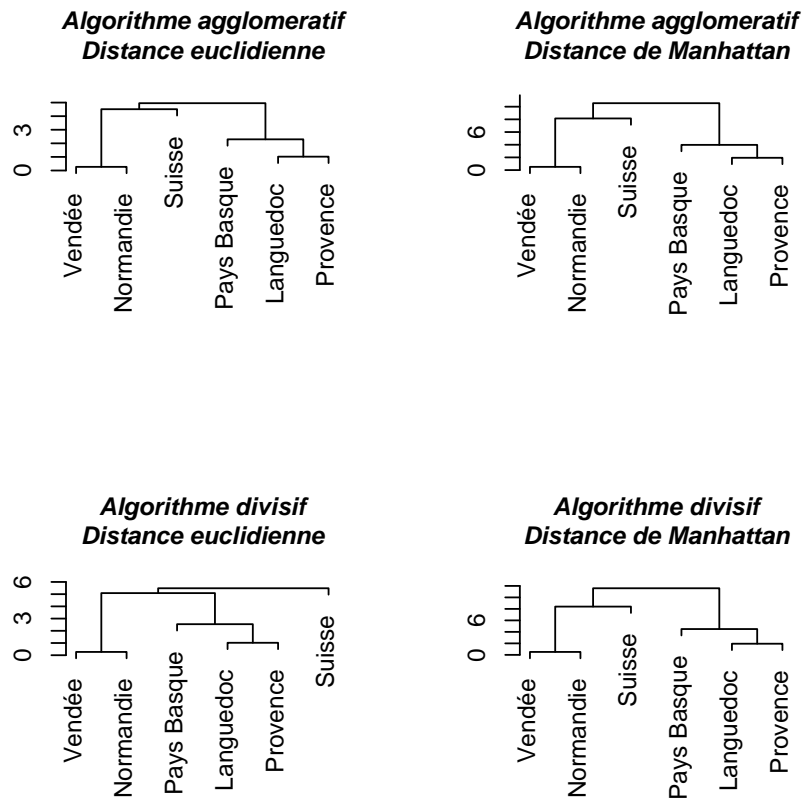 Algorithme agglomeratif
Distance euclidienne
0 3
Vendée
Normandie
Suisse
Pays Basque
Languedoc
Provence
Algorithme agglomeratif
Distance de Manhattan
0 6
Vendée
Normandie
Suisse
Pays Basque
Languedoc
Provence
Algorithme divisif
Distance euclidienne
0 3 6
Vendée
Normandie
Pays Basque
Languedoc
Provence
Suisse
Algorithme divisif
Distance de Manhattan
0 6
Vendée
Normandie
Suisse
Pays Basque
Languedoc
Provence